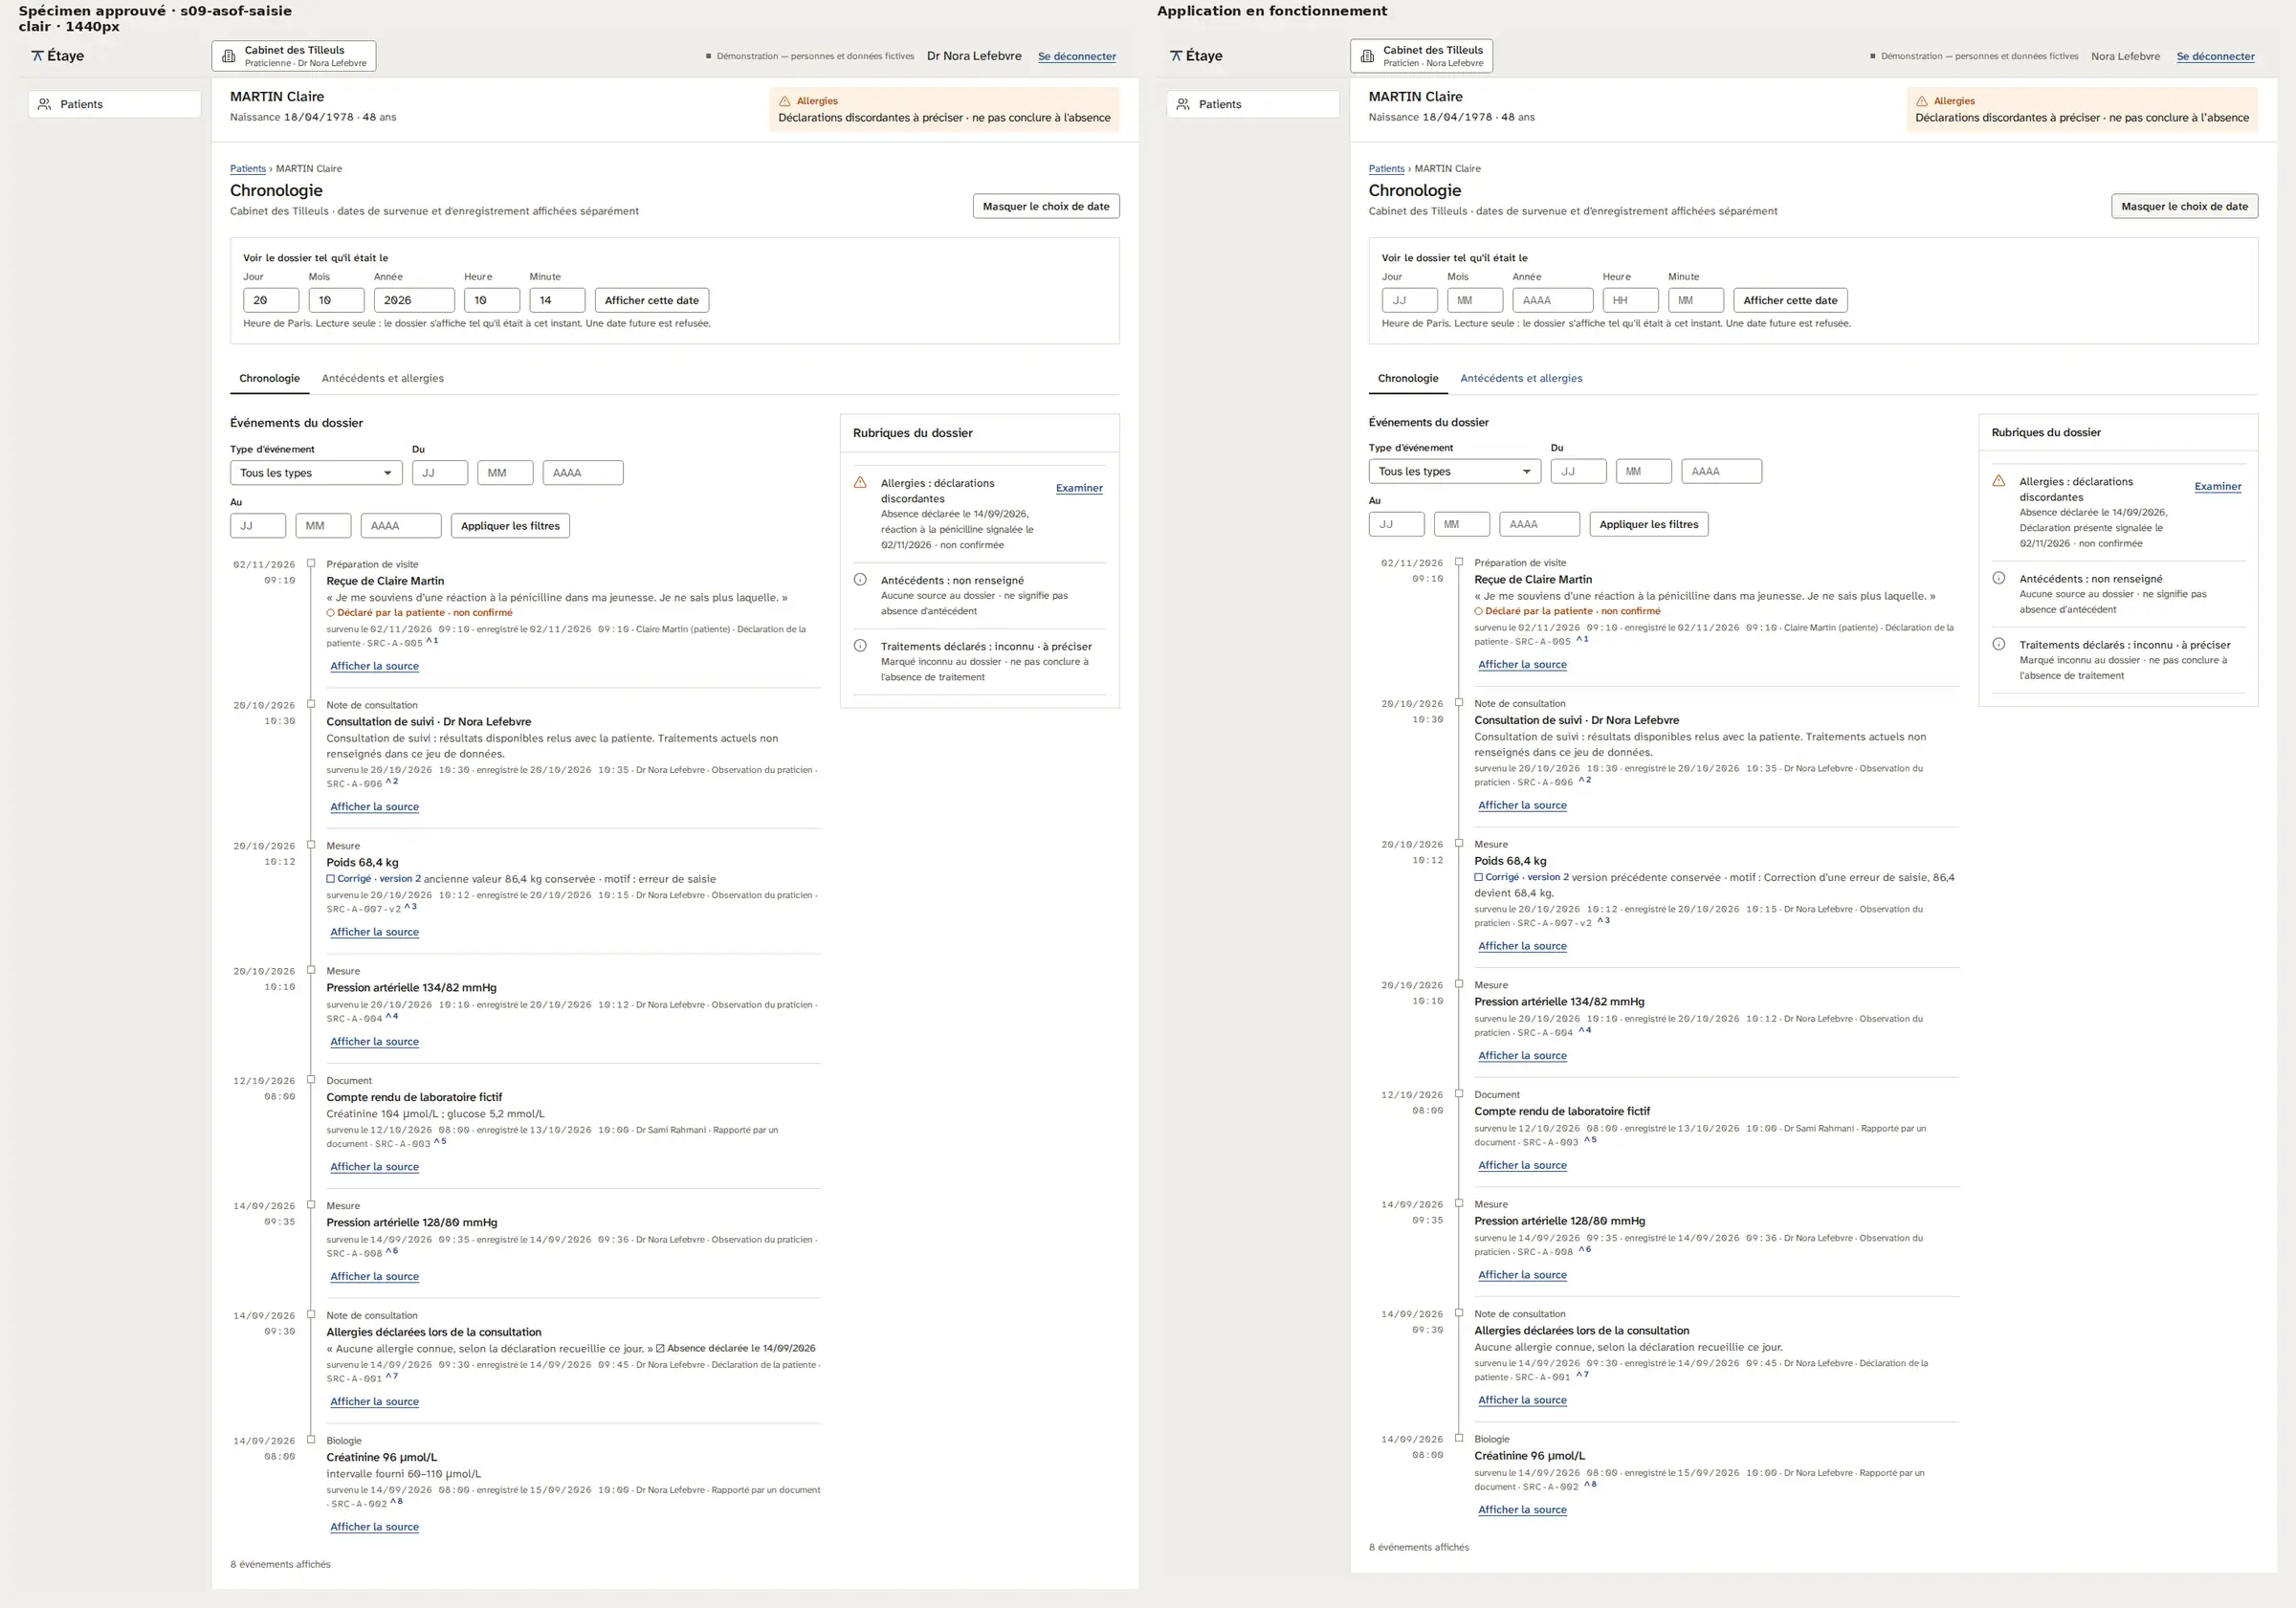 Spécimen approuvé · s09-asof-saisie
clair · 1440px
Étaye
Cabinet des Tilleuls
Praticienne · Dr Nora Lefebvre
Démonstration — personnes et données fictives
Dr Nora Lefebvre
Se déconnecter
Patients
MARTIN Claire
Naissance 18/04/1978 · 48 ans
Allergies
Déclarations discordantes à préciser · ne pas conclure à l'absence
Patients › MARTIN Claire
Chronologie
Cabinet des Tilleuls · dates de survenue et d'enregistrement affichées séparément
Masquer le choix de date
Voir le dossier tel qu'il était le
Jour Mois Année Heure Minute
20 10 2026 10 14 Afficher cette date
Heure de Paris. Lecture seule : le dossier s'affiche tel qu'il était à cet instant. Une date future est refusée.
Chronologie Antécédents et allergies
Événements du dossier
Type d'événement Du
Tous les types JJ MM AAAA
Au
JJ MM AAAA Appliquer les filtres
02/11/2026 Préparation de visite
09:10 Reçue de Claire Martin
« Je me souviens d'une réaction à la pénicilline dans ma jeunesse. Je ne sais plus laquelle. »
Déclaré par la patiente · non confirmé
survenu le 02/11/2026 09:10 · enregistré le 02/11/2026 09:10 · Claire Martin (patiente) · Déclaration de la
patiente · SRC-A-005 ^1
Afficher la source
20/10/2026 Note de consultation
10:30 Consultation de suivi · Dr Nora Lefebvre
Consultation de suivi : résultats disponibles relus avec la patiente. Traitements actuels non
renseignés dans ce jeu de données.
survenu le 20/10/2026 10:30 · enregistré le 20/10/2026 10:35 · Dr Nora Lefebvre · Observation du praticien ·
SRC-A-006 ^2
Afficher la source
20/10/2026 Mesure
10:12 Poids 68,4 kg
Corrigé · version 2 ancienne valeur 86,4 kg conservée · motif : erreur de saisie
survenu le 20/10/2026 10:12 · enregistré le 20/10/2026 10:15 · Dr Nora Lefebvre · Observation du praticien ·
SRC-A-007-v2 ^3
Afficher la source
20/10/2026 Mesure
10:10 Pression artérielle 134/82 mmHg
survenu le 20/10/2026 10:10 · enregistré le 20/10/2026 10:12 · Dr Nora Lefebvre · Observation du praticien ·
SRC-A-004 ^4
Afficher la source
12/10/2026 Document
08:00 Compte rendu de laboratoire fictif
Créatinine 104 µmol/L ; glucose 5,2 mmol/L
survenu le 12/10/2026 08:00 · enregistré le 13/10/2026 10:00 · Dr Sami Rahmani · Rapporté par un
document · SRC-A-003 ^5
Afficher la source
14/09/2026 Mesure
09:35 Pression artérielle 128/80 mmHg
survenu le 14/09/2026 09:35 · enregistré le 14/09/2026 09:36 · Dr Nora Lefebvre · Observation du praticien ·
SRC-A-008 ^6
Afficher la source
14/09/2026 Note de consultation
09:30 Allergies déclarées lors de la consultation
« Aucune allergie connue, selon la déclaration recueillie ce jour. » Absence déclarée le 14/09/2026
survenu le 14/09/2026 09:30 · enregistré le 14/09/2026 09:45 · Dr Nora Lefebvre · Déclaration de la patiente ·
SRC-A-001 ^7
Afficher la source
14/09/2026 Biologie
08:00 Créatinine 96 µmol/L
intervalle fourni 60–110 µmol/L
survenu le 14/09/2026 08:00 · enregistré le 15/09/2026 10:00 · Dr Nora Lefebvre · Rapporté par un document
· SRC-A-002 ^8
Afficher la source
8 événements affichés
Rubriques du dossier
Allergies : déclarations
discordantes
Examiner
Absence déclarée le 14/09/2026,
réaction à la pénicilline signalée le
02/11/2026 · non confirmée
Antécédents : non renseigné
Aucune source au dossier · ne signifie pas
absence d'antécédent
Traitements déclarés : inconnu · à préciser
Marqué inconnu au dossier · ne pas conclure à
l'absence de traitement
Application en fonctionnement
Étaye
Cabinet des Tilleuls
Praticien · Nora Lefebvre
Démonstration — personnes et données fictives
Nora Lefebvre
Se déconnecter
Patients
MARTIN Claire
Naissance 18/04/1978 · 48 ans
Allergies
Déclarations discordantes à préciser · ne pas conclure à l’absence
Patients › MARTIN Claire
Chronologie
Cabinet des Tilleuls · dates de survenue et d’enregistrement affichées séparément
Masquer le choix de date
Voir le dossier tel qu’il était le
Jour Mois Année Heure Minute
JJ MM AAAA HH MM Afficher cette date
Heure de Paris. Lecture seule : le dossier s’affiche tel qu’il était à cet instant. Une date future est refusée.
Chronologie Antécédents et allergies
Événements du dossier
Type d’événement Du
Tous les types JJ MM AAAA
Au
JJ MM AAAA Appliquer les filtres
02/11/2026 Préparation de visite
09:10 Reçue de Claire Martin
« Je me souviens d’une réaction à la pénicilline dans ma jeunesse. Je ne sais plus laquelle. »
Déclaré par la patiente · non confirmé
survenu le 02/11/2026 09:10 · enregistré le 02/11/2026 09:10 · Claire Martin (patiente) · Déclaration de la
patiente · SRC-A-005 ^1
Afficher la source
20/10/2026 Note de consultation
10:30 Consultation de suivi · Dr Nora Lefebvre
Consultation de suivi : résultats disponibles relus avec la patiente. Traitements actuels non
renseignés dans ce jeu de données.
survenu le 20/10/2026 10:30 · enregistré le 20/10/2026 10:35 · Dr Nora Lefebvre · Observation du
praticien · SRC-A-006 ^2
Afficher la source
20/10/2026 Mesure
10:12 Poids 68,4 kg
Corrigé · version 2 version précédente conservée · motif : Correction d’une erreur de saisie, 86,4
devient 68,4 kg.
survenu le 20/10/2026 10:12 · enregistré le 20/10/2026 10:15 · Dr Nora Lefebvre · Observation du
praticien · SRC-A-007-v2 ^3
Afficher la source
20/10/2026 Mesure
10:10 Pression artérielle 134/82 mmHg
survenu le 20/10/2026 10:10 · enregistré le 20/10/2026 10:12 · Dr Nora Lefebvre · Observation du
praticien · SRC-A-004 ^4
Afficher la source
12/10/2026 Document
08:00 Compte rendu de laboratoire fictif
survenu le 12/10/2026 08:00 · enregistré le 13/10/2026 10:00 · Dr Sami Rahmani · Rapporté par un
document · SRC-A-003 ^5
Afficher la source
14/09/2026 Mesure
09:35 Pression artérielle 128/80 mmHg
survenu le 14/09/2026 09:35 · enregistré le 14/09/2026 09:36 · Dr Nora Lefebvre · Observation du
praticien · SRC-A-008 ^6
Afficher la source
14/09/2026 Note de consultation
09:30 Allergies déclarées lors de la consultation
Aucune allergie connue, selon la déclaration recueillie ce jour.
survenu le 14/09/2026 09:30 · enregistré le 14/09/2026 09:45 · Dr Nora Lefebvre · Déclaration de la
patiente · SRC-A-001 ^7
Afficher la source
14/09/2026 Biologie
08:00 Créatinine 96 µmol/L
survenu le 14/09/2026 08:00 · enregistré le 15/09/2026 10:00 · Dr Nora Lefebvre · Rapporté par un
document · SRC-A-002 ^8
Afficher la source
8 événements affichés
Rubriques du dossier
Allergies : déclarations
discordantes
Examiner
Absence déclarée le 14/09/2026,
Déclaration présente signalée le
02/11/2026 · non confirmée
Antécédents : non renseigné
Aucune source au dossier · ne signifie pas
absence d’antécédent
Traitements déclarés : inconnu · à préciser
Marqué inconnu au dossier · ne pas conclure à
l’absence de traitement